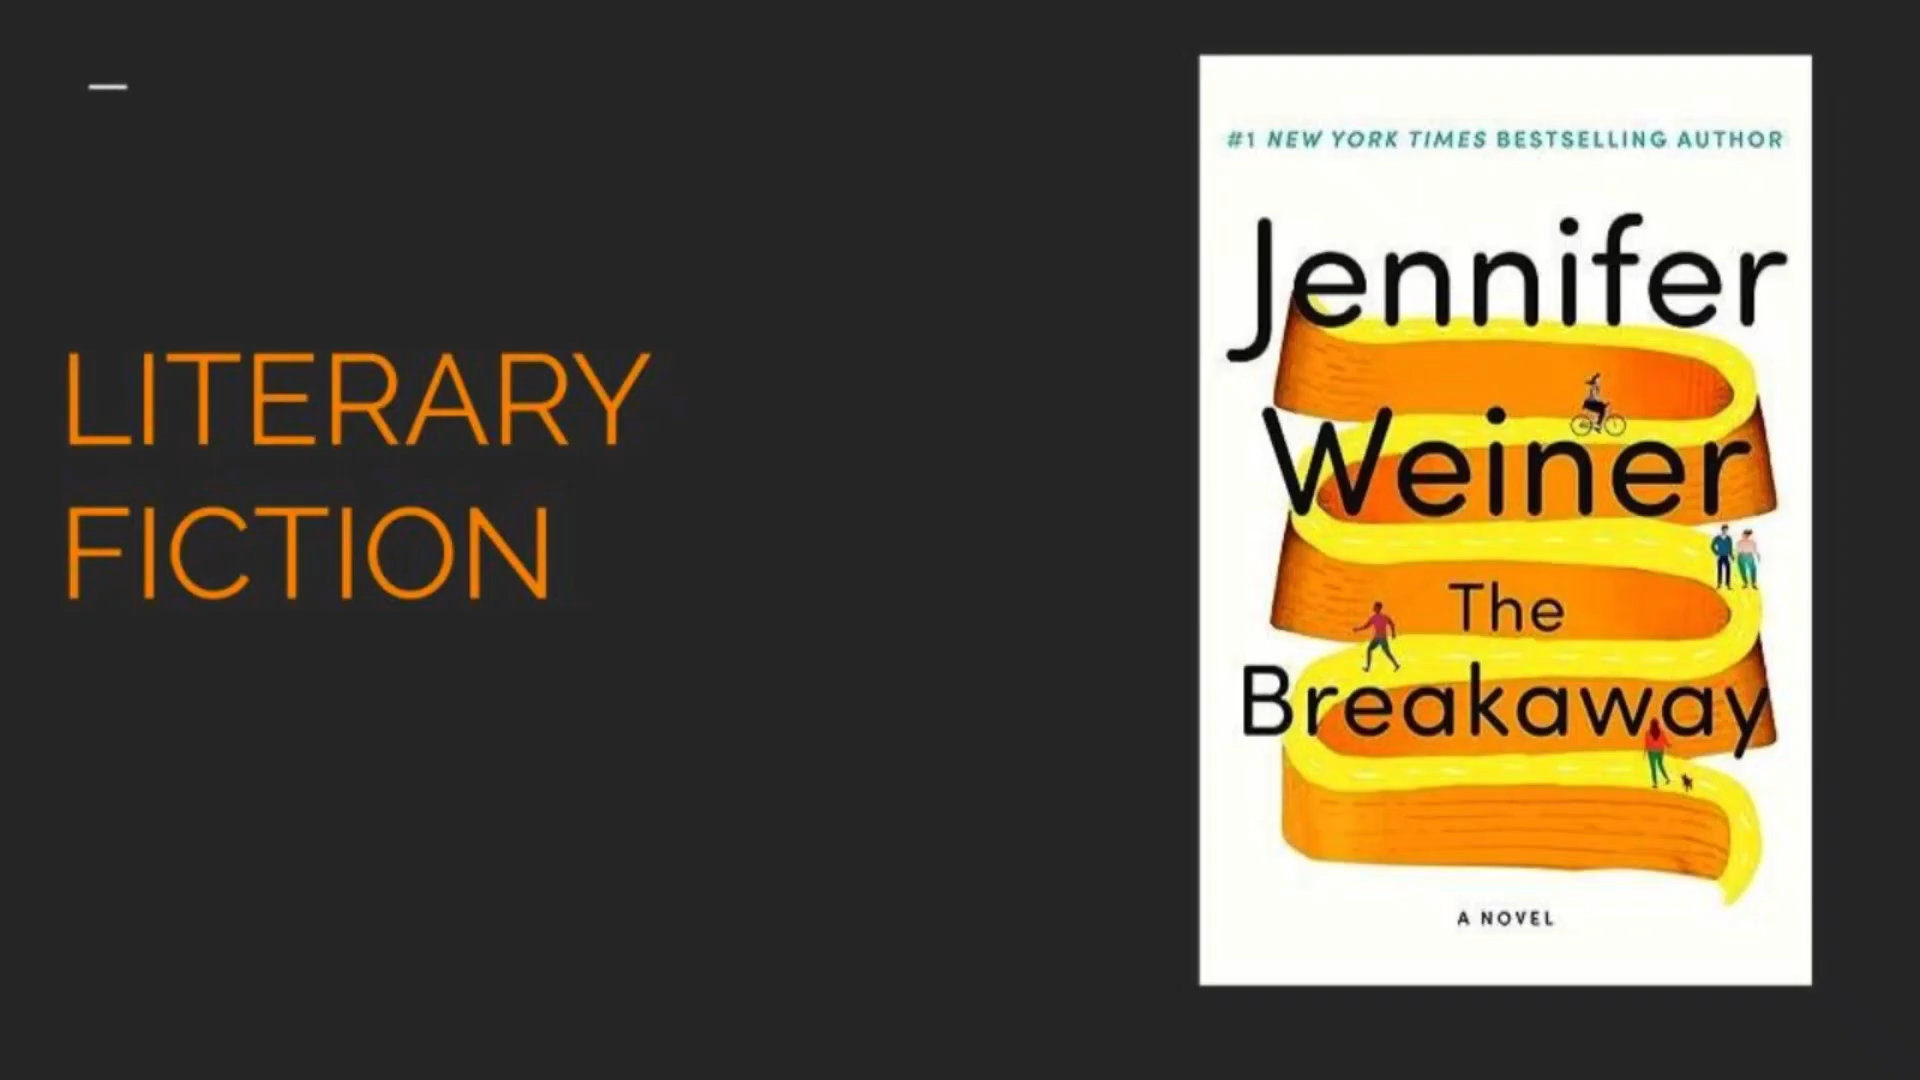 LITERARY
FICTION
#1 NEW YORK TIMES BESTSELLING AUTHOR
Jennifer
Weiner
The
Breakaway
A NOVEL